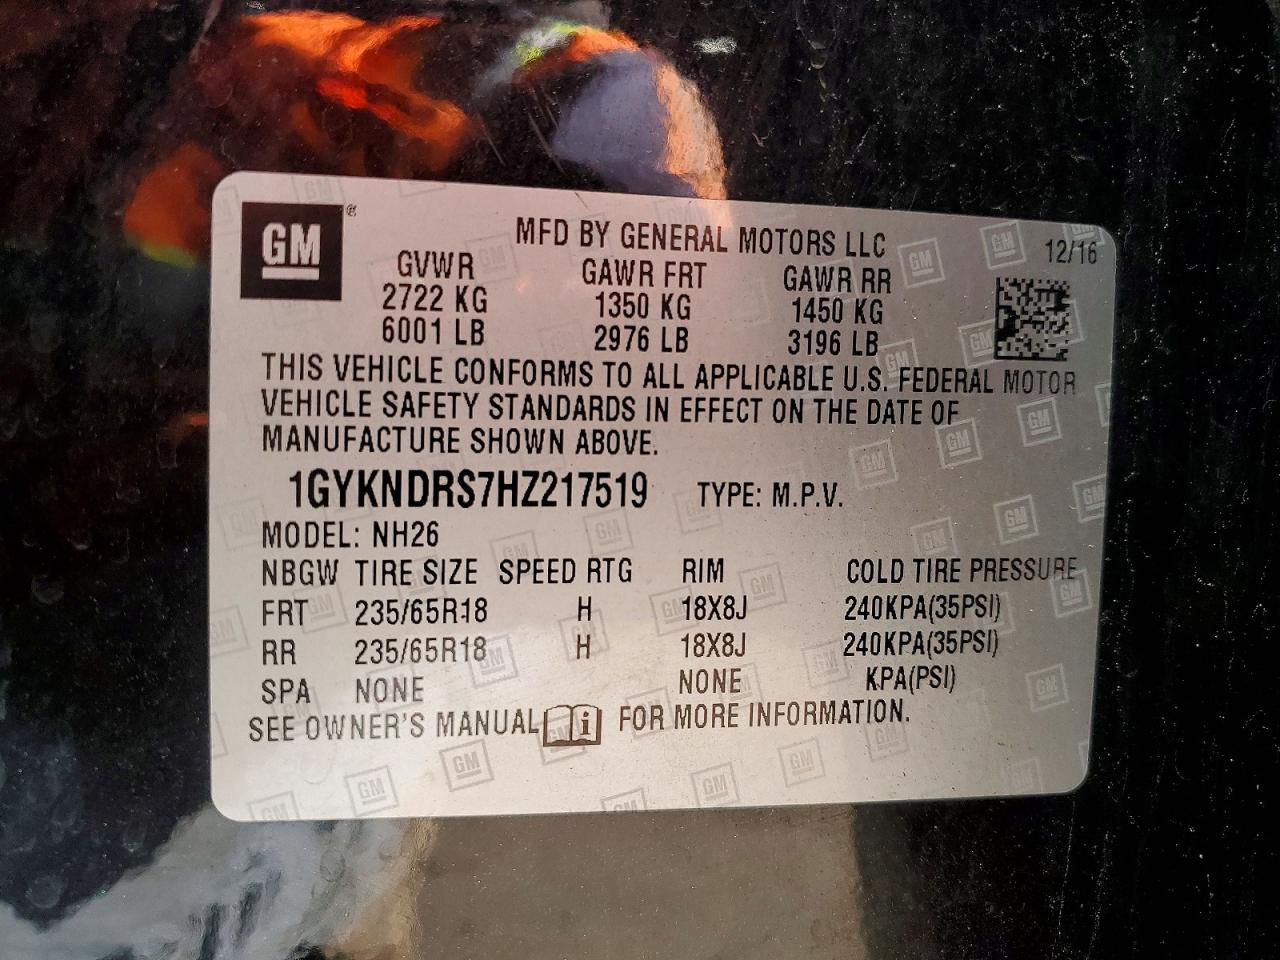 GM ®
MFD BY GENERAL MOTORS LLC 12/16
GVWR GAWR FRT GAWR RR
2722 KG 1350 KG 1450 KG
6001 LB 2976 LB 3196 LB
THIS VEHICLE CONFORMS TO ALL APPLICABLE U.S. FEDERAL MOTOR
VEHICLE SAFETY STANDARDS IN EFFECT ON THE DATE OF
MANUFACTURE SHOWN ABOVE.
1GYKNDRS7HZ217519 TYPE: M.P.V.
MODEL: NH26
NBGW TIRE SIZE SPEED RTG RIM COLD TIRE PRESSURE
FRT 235/65R18 H 18X8J 240KPA(35PSI)
RR 235/65R18 H 18X8J 240KPA(35PSI)
SPA NONE NONE KPA(PSI)
SEE OWNER'S MANUAL i FOR MORE INFORMATION.